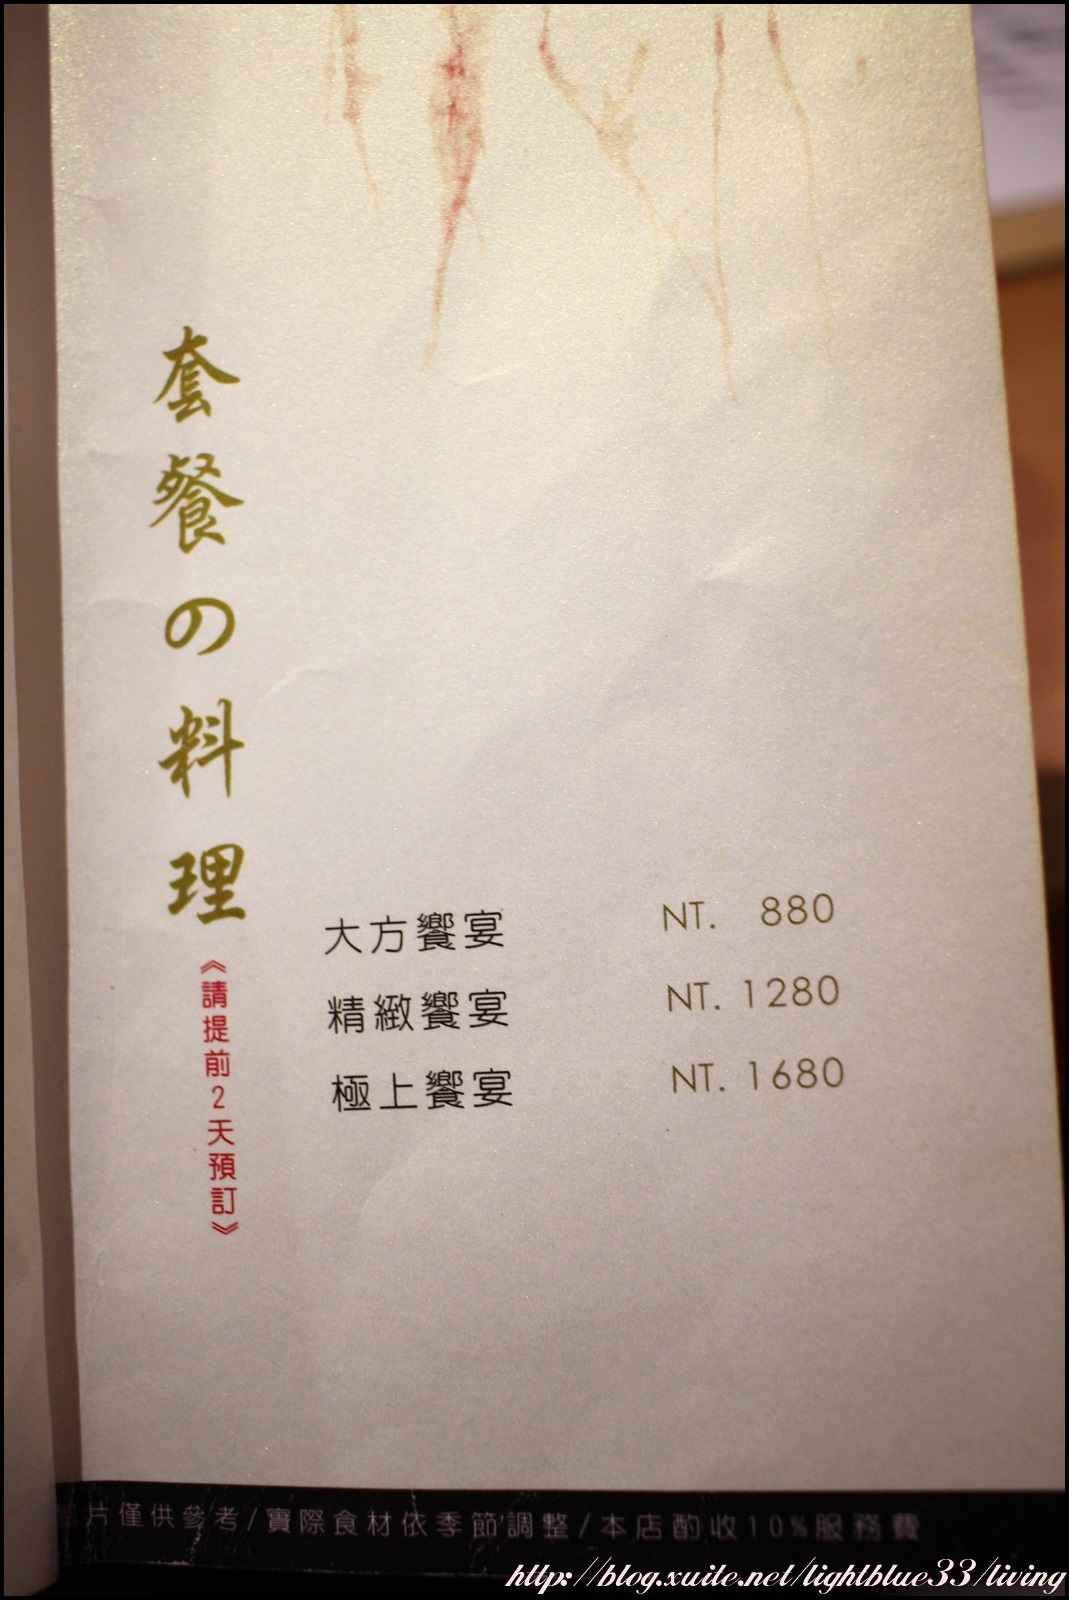 套餐の料理
《請提前2天預訂》
大方饗宴 NT. 880
精緻饗宴 NT. 1280
極上饗宴 NT. 1680
片僅供參考/實際食材依季節調整/本店酌收10%服務費
http://blog.xuite.net/lightblue33/living